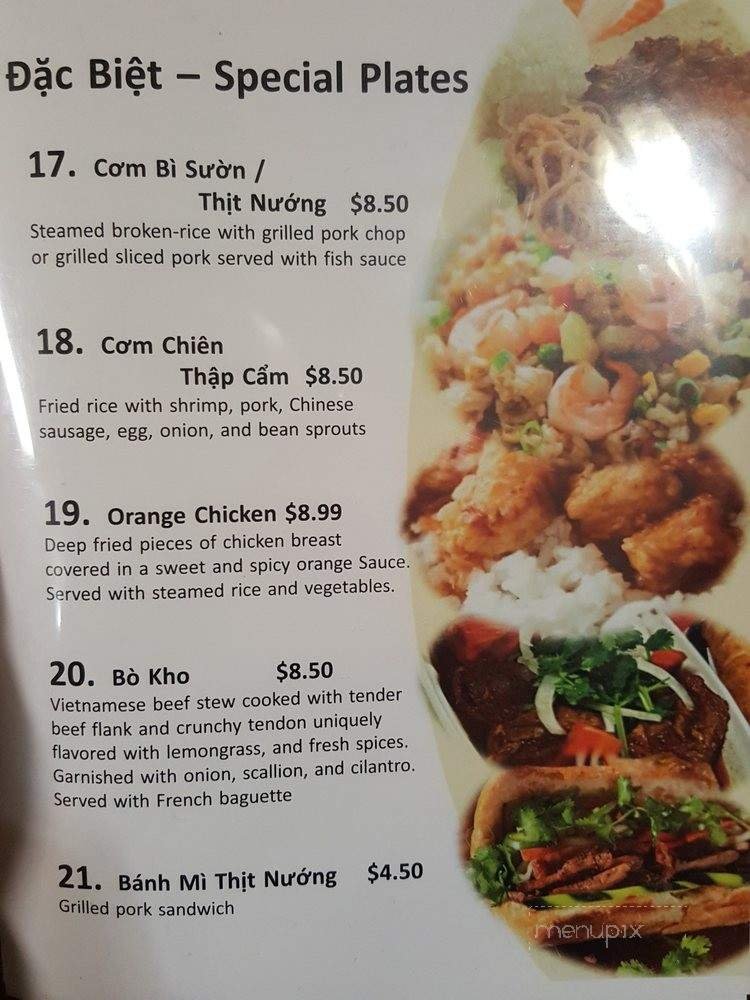 Đặc Biệt – Special Plates
17. Cơm Bì Sườn /
Thịt Nướng $8.50
Steamed broken-rice with grilled pork chop
or grilled sliced pork served with fish sauce
18. Cơm Chiên
Thập Cẩm $8.50
Fried rice with shrimp, pork, Chinese
sausage, egg, onion, and bean sprouts
19. Orange Chicken $8.99
Deep fried pieces of chicken breast
covered in a sweet and spicy orange Sauce.
Served with steamed rice and vegetables.
20. Bò Kho $8.50
Vietnamese beef stew cooked with tender
beef flank and crunchy tendon uniquely
flavored with lemongrass, and fresh spices.
Garnished with onion, scallion, and cilantro.
Served with French baguette
21. Bánh Mì Thịt Nướng $4.50
Grilled pork sandwich
menupix